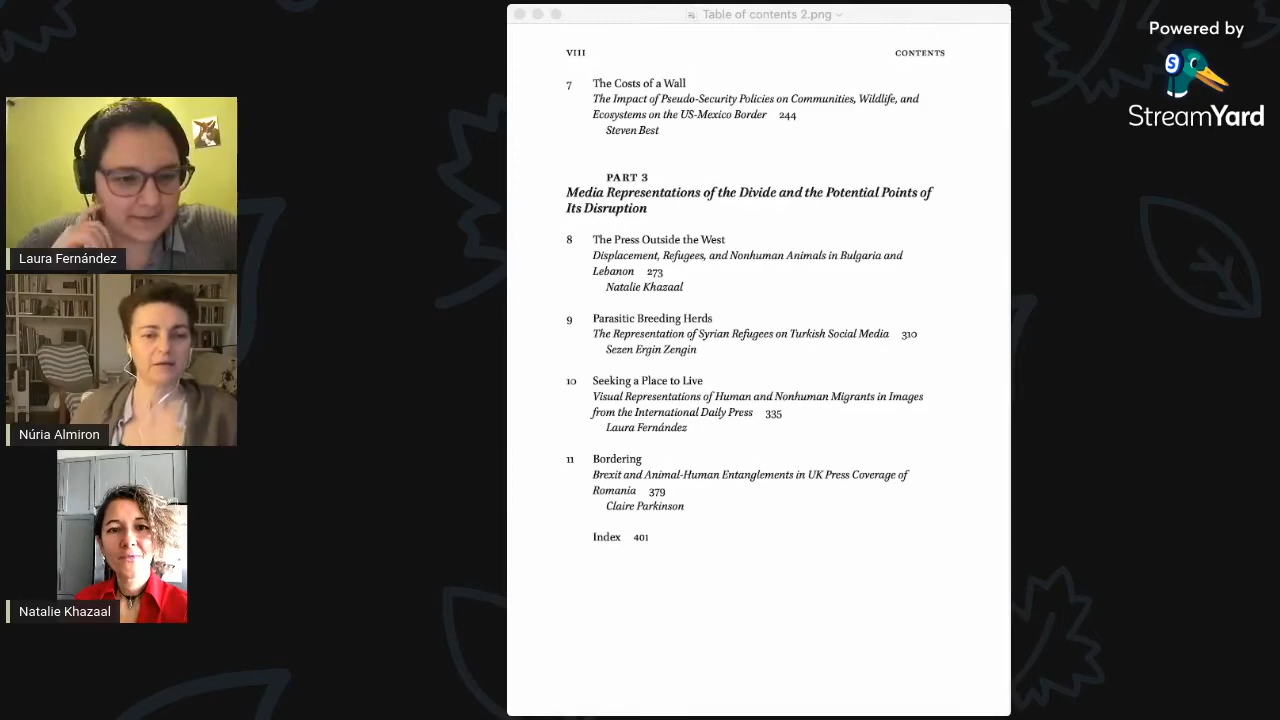 Table of contents 2.png
Powered by
StreamYard
VIII CONTENTS
7 The Costs of a Wall
The Impact of Pseudo-Security Policies on Communities, Wildlife, and
Ecosystems on the US-Mexico Border 244
Steven Best
PART 3
Media Representations of the Divide and the Potential Points of
Its Disruption
8 The Press Outside the West
Displacement, Refugees, and Nonhuman Animals in Bulgaria and
Lebanon 273
Natalie Khazaal
9 Parasitic Breeding Herds
The Representation of Syrian Refugees on Turkish Social Media 310
Sezen Ergin Zengin
10 Seeking a Place to Live
Visual Representations of Human and Nonhuman Migrants in Images
from the International Daily Press 335
Laura Fernández
11 Bordering
Brexit and Animal-Human Entanglements in UK Press Coverage of
Romania 379
Claire Parkinson
Index 401
Laura Fernández
Núria Almiron
Natalie Khazaal